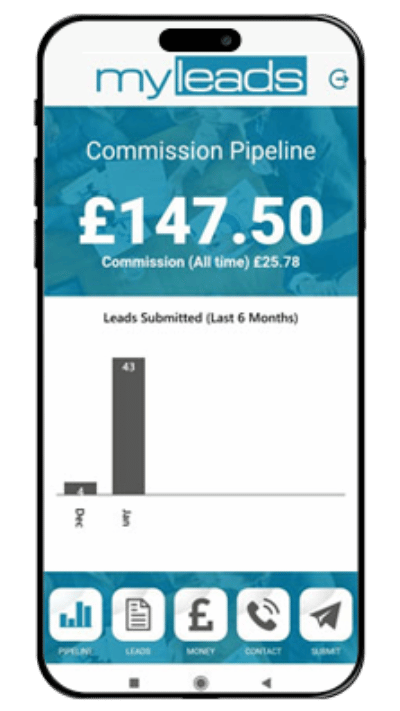 myleads
Commission Pipeline
£147.50
Commission (All time) £25.78
Leads Submitted (Last 6 Months)
43
4
Dec
Jan
£
PIPELINE
LEADS
MONEY
CONTACT
SUBMIT